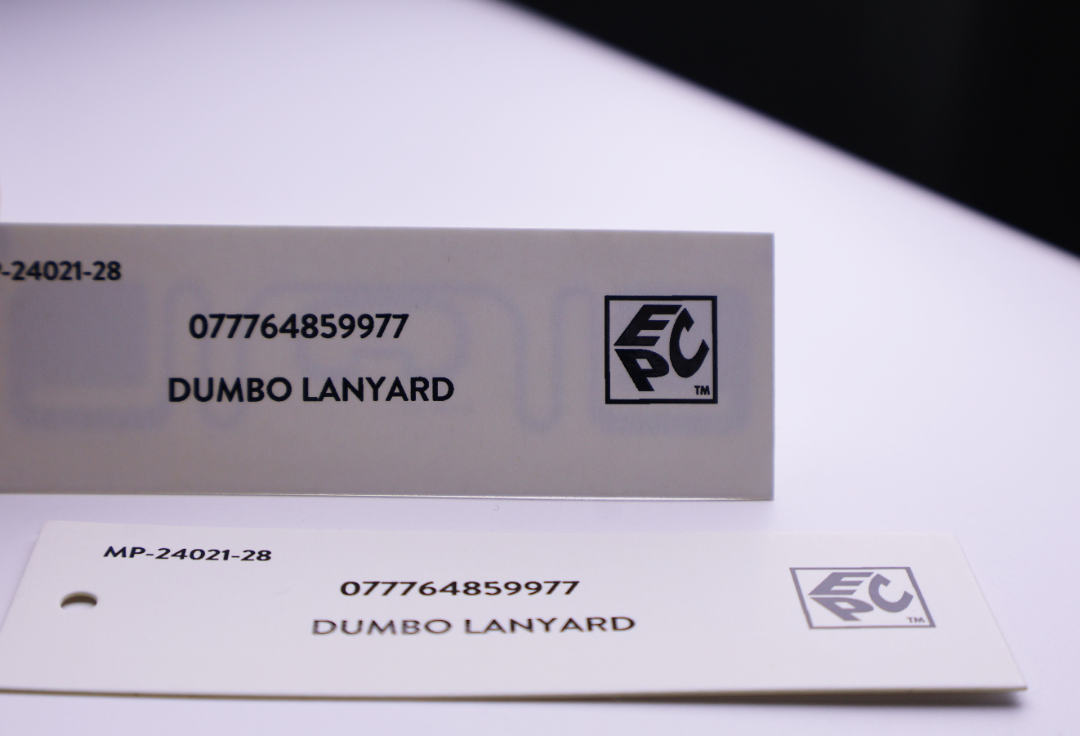 P-24021-28
077764859977
DUMBO LANYARD
EPC
TM
MP-24021-28
077764859977
DUMBO LANYARD
EPC
TM